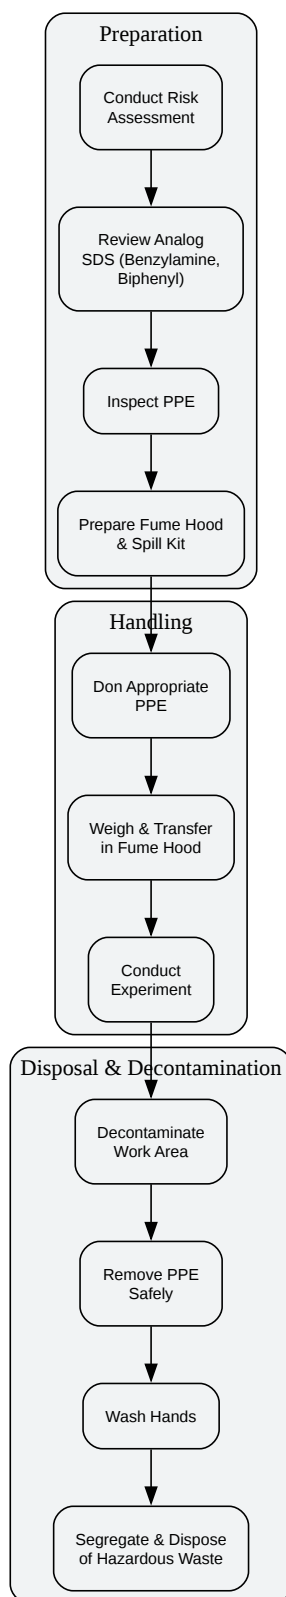 Preparation
Conduct Risk
Assessment
Review Analog
SDS (Benzylamine,
Biphenyl)
Inspect PPE
Prepare Fume Hood
& Spill Kit
Handling
Don Appropriate
PPE
Weigh & Transfer
in Fume Hood
Conduct
Experiment
Disposal & Decontamination
Decontaminate
Work Area
Remove PPE
Safely
Wash Hands
Segregate & Dispose
of Hazardous Waste